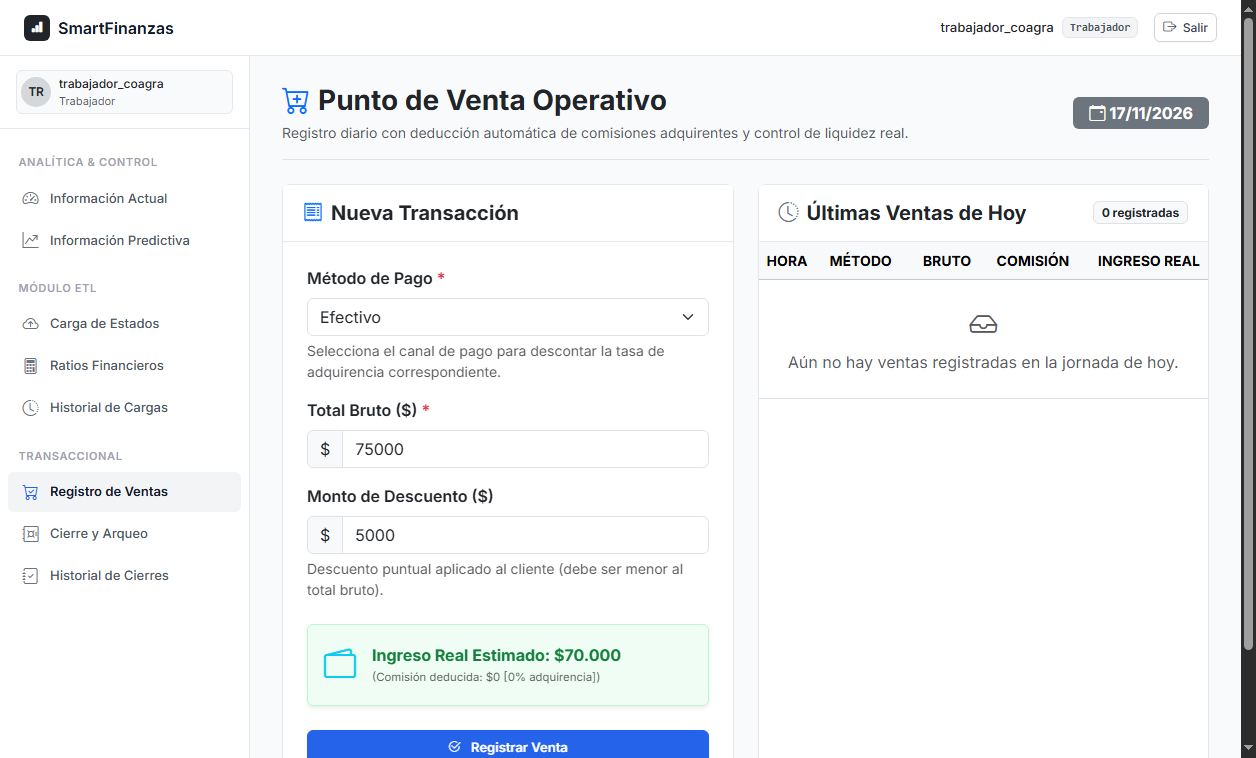 SmartFinanzas
trabajador_coagra
Trabajador
Salir
TR
trabajador_coagra
Trabajador
ANALÍTICA & CONTROL
Información Actual
Información Predictiva
MÓDULO ETL
Carga de Estados
Ratios Financieros
Historial de Cargas
TRANSACCIONAL
Registro de Ventas
Cierre y Arqueo
Historial de Cierres
Punto de Venta Operativo
Registro diario con deducción automática de comisiones adquirentes y control de liquidez real.
17/11/2026
Nueva Transacción
Método de Pago *
Efectivo
Selecciona el canal de pago para descontar la tasa de
adquirencia correspondiente.
Total Bruto ($) *
$ 75000
Monto de Descuento ($)
$ 5000
Descuento puntual aplicado al cliente (debe ser menor al
total bruto).
Ingreso Real Estimado: $70.000
(Comisión deducida: $0 [0% adquirencia])
Registrar Venta
Últimas Ventas de Hoy
0 registradas
HORA MÉTODO BRUTO COMISIÓN INGRESO REAL
Aún no hay ventas registradas en la jornada de hoy.